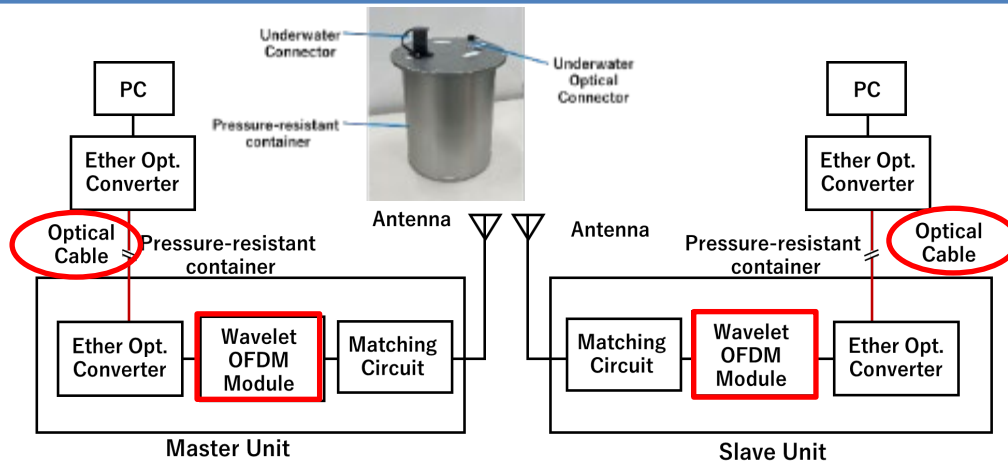 Underwater
Connector
Underwater
Optical
Connector
Pressure-resistant
container
PC
Ether Opt.
Converter
Optical
Cable
Pressure-resistant
container
Antenna
Ether Opt.
Converter
Wavelet
OFDM
Module
Matching
Circuit
Master Unit
PC
Ether Opt.
Converter
Antenna
Pressure-resistant
container
Optical
Cable
Matching
Circuit
Wavelet
OFDM
Module
Ether Opt.
Converter
Slave Unit